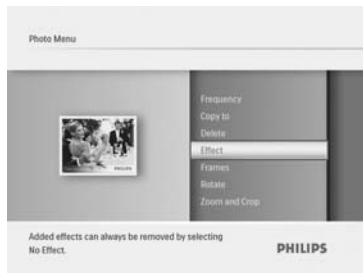 Photo Menu
Frequency
Copy to
Delete
Effect
Frames
Rotate
Zoom and Crop
PHILIPS
Added effects can always be removed by selecting
No Effect.
PHILIPS